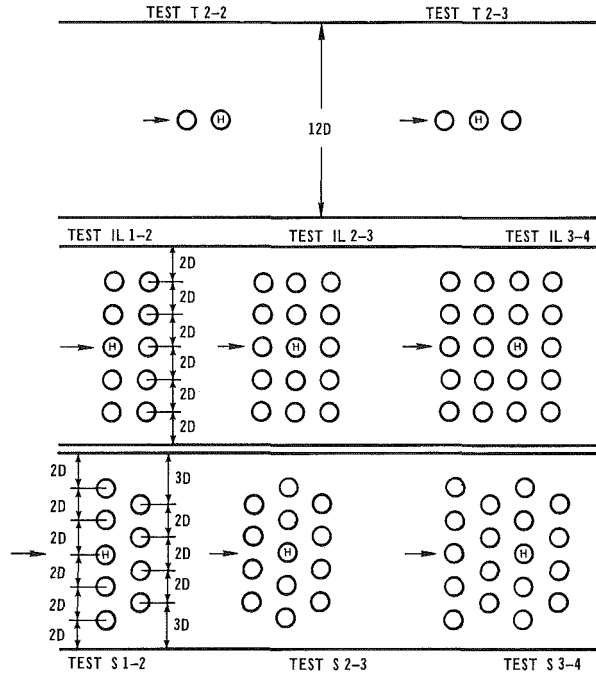 TEST T 2-2
TEST T 2-3
H
H
12D
TEST IL 1-2
TEST IL 2-3
TEST IL 3-4
2D
2D
2D
2D
2D
2D
H
H
H
2D
2D
2D
2D
2D
2D
3D
2D
2D
2D
3D
H
H
H
TEST S 1-2
TEST S 2-3
TEST S 3-4